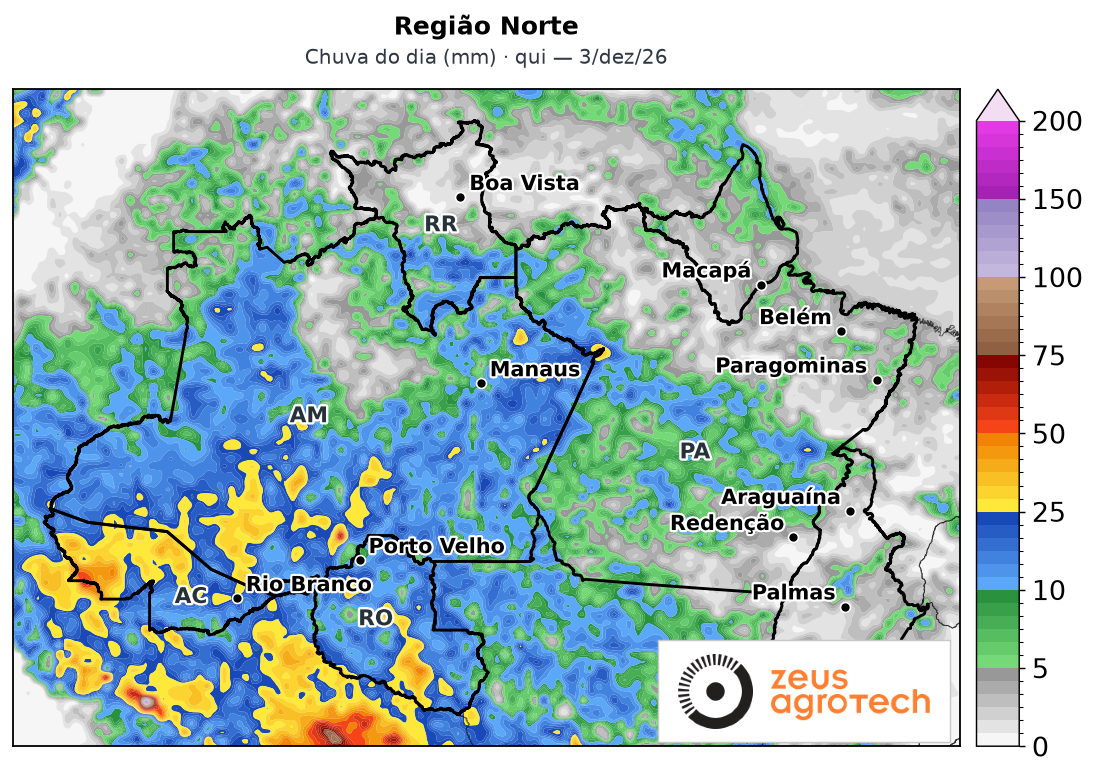 Região Norte
Chuva do dia (mm) · qui — 3/dez/26
Boa Vista
RR
Macapá
Belém
Paragominas
Manaus
AM
PA
Araguaína
Redenção
Porto Velho
Rio Branco
AC
RO
Palmas
zeus
agrotech
200
150
100
75
50
25
10
5
0